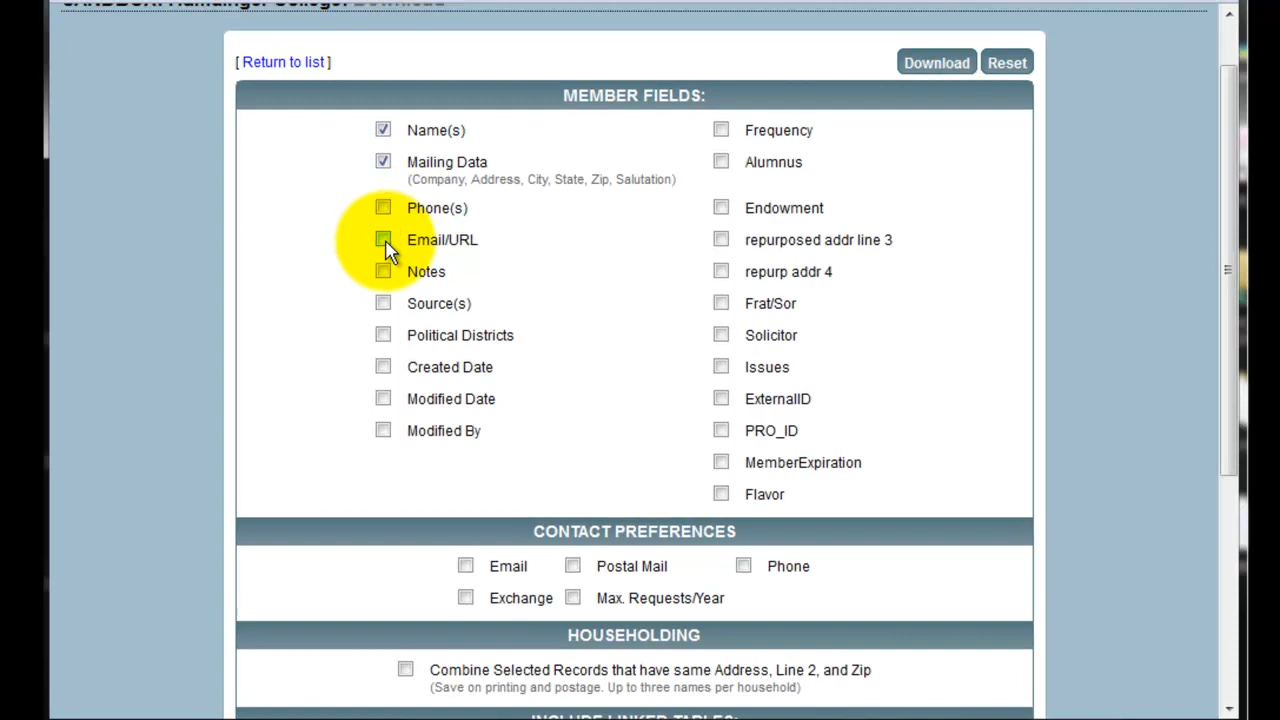 [ Return to list ]
Download
Reset
MEMBER FIELDS:
Name(s)
Frequency
Mailing Data
Alumnus
(Company, Address, City, State, Zip, Salutation)
Phone(s)
Endowment
Email/URL
repurposed addr line 3
Notes
repurp addr 4
Source(s)
Frat/Sor
Political Districts
Solicitor
Created Date
Issues
Modified Date
ExternalID
Modified By
PRO_ID
MemberExpiration
Flavor
CONTACT PREFERENCES
Email
Postal Mail
Phone
Exchange
Max. Requests/Year
HOUSEHOLDING
Combine Selected Records that have same Address, Line 2, and Zip
(Save on printing and postage. Up to three names per household)
INCLUDE LINKED TABLES: